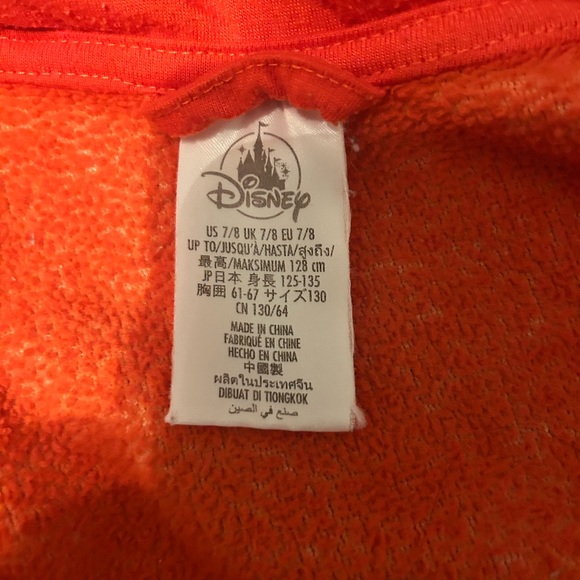 Disney
US 7/8 UK 7/8 EU 7/8
UP TO/JUSQU'À/HASTA/สูงถึง/
最高/MAKSIMUM 128 cm
JP日本 身長 125-135
胸囲 61-67 サイズ130
CN 130/64
MADE IN CHINA
FABRIQUÉ EN CHINE
HECHO EN CHINA
中國製
ผลิตในประเทศจีน
DIBUAT DI TIONGKOK
صنع في الصين